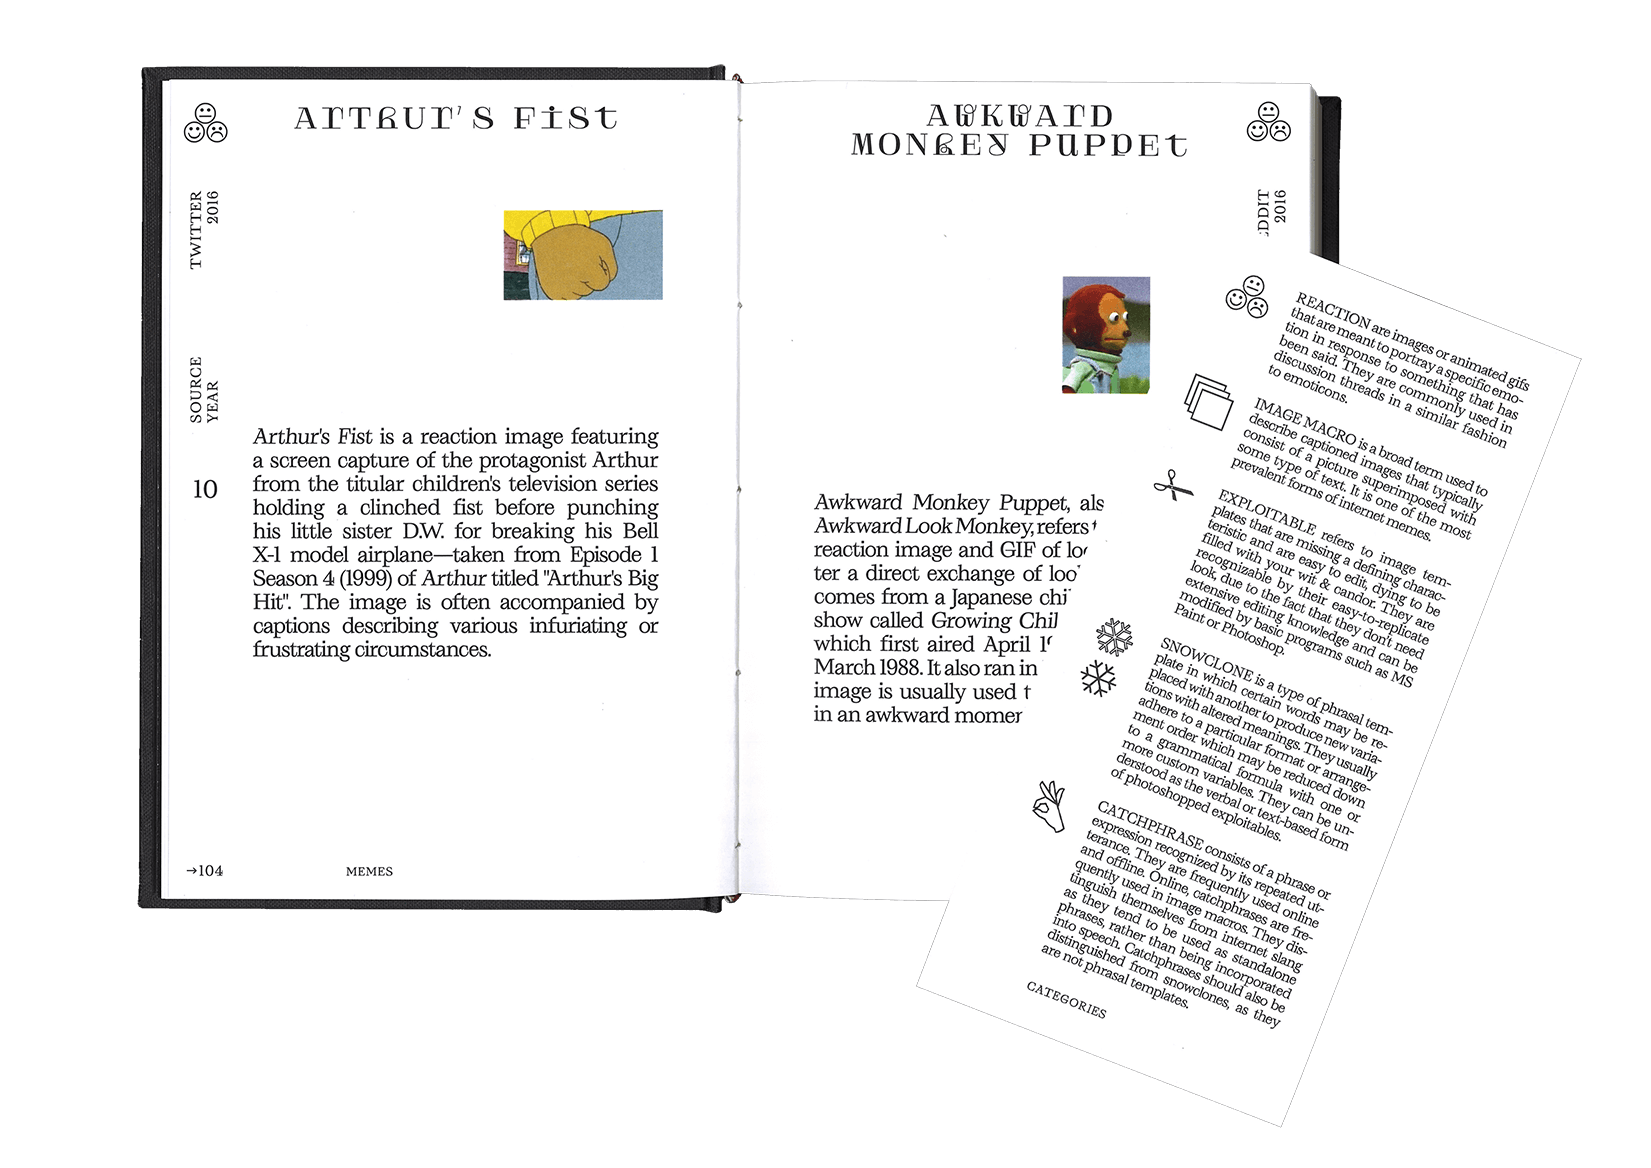 Arthur's Fist
TWITTER
2016
SOURCE
YEAR
10
Arthur's Fist is a reaction image featuring
a screen capture of the protagonist Arthur
from the titular children's television series
holding a clinched fist before punching
his little sister D.W. for breaking his Bell
X-1 model airplane—taken from Episode 1
Season 4 (1999) of Arthur titled "Arthur's Big
Hit". The image is often accompanied by
captions describing various infuriating or
frustrating circumstances.
→104
MEMES
AWKWARD
MONKEY PUPPET
2016
Awkward Monkey Puppet, als
Awkward Look Monkey, refers
reaction image and GIF of
ter a direct exchange of
comes from a Japanese
show called Growing
which first aired April
March 1988. It also ran in
image is usually used
in an awkward
REACTION are images or animated gifs
that are meant to portray a specific emo-
tion in response to something that has
been said. They are commonly used in
discussion threads in a similar fashion
to emoticons.
IMAGE MACRO is a broad term used to
describe captioned images that typically
consist of a picture superimposed with
some type of text. It is one of the most
prevalent forms of internet memes.
EXPLOITABLE refers to image tem-
plates that are missing a defining charac-
teristic and are easy to edit, dying to be
filled with your wit & candor. They are
recognizable by their easy-to-replicate
look, due to the fact that they don't need
extensive editing knowledge and can be
modified by basic programs such as MS
Paint or Photoshop.
SNOWCLONE is a type of phrasal tem-
plate in which certain words may be re-
placed with another to produce new varia-
tions with altered meanings. They usually
adhere to a particular format or arrange-
ment order which may be reduced down
to a grammatical formula with one or
more custom variables. They can be un-
derstood as the verbal or text-based form
of photoshopped exploitables.
CATCHPHRASE consists of a phrase or
expression recognized by its repeated ut-
terance. They are frequently used online
and offline. Online, catchphrases are fre-
quently used in image macros. They dis-
tinguish themselves from internet slang
as they tend to be used as standalone
phrases, rather than being incorporated
into speech. Catchphrases should also be
distinguished from snowclones, as they
are not phrasal templates.
CATEGORIES